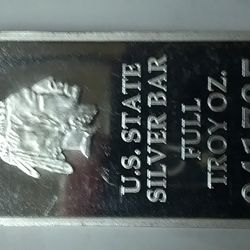 U.S. STATE
SILVER BAR
FULL
TROY OZ.